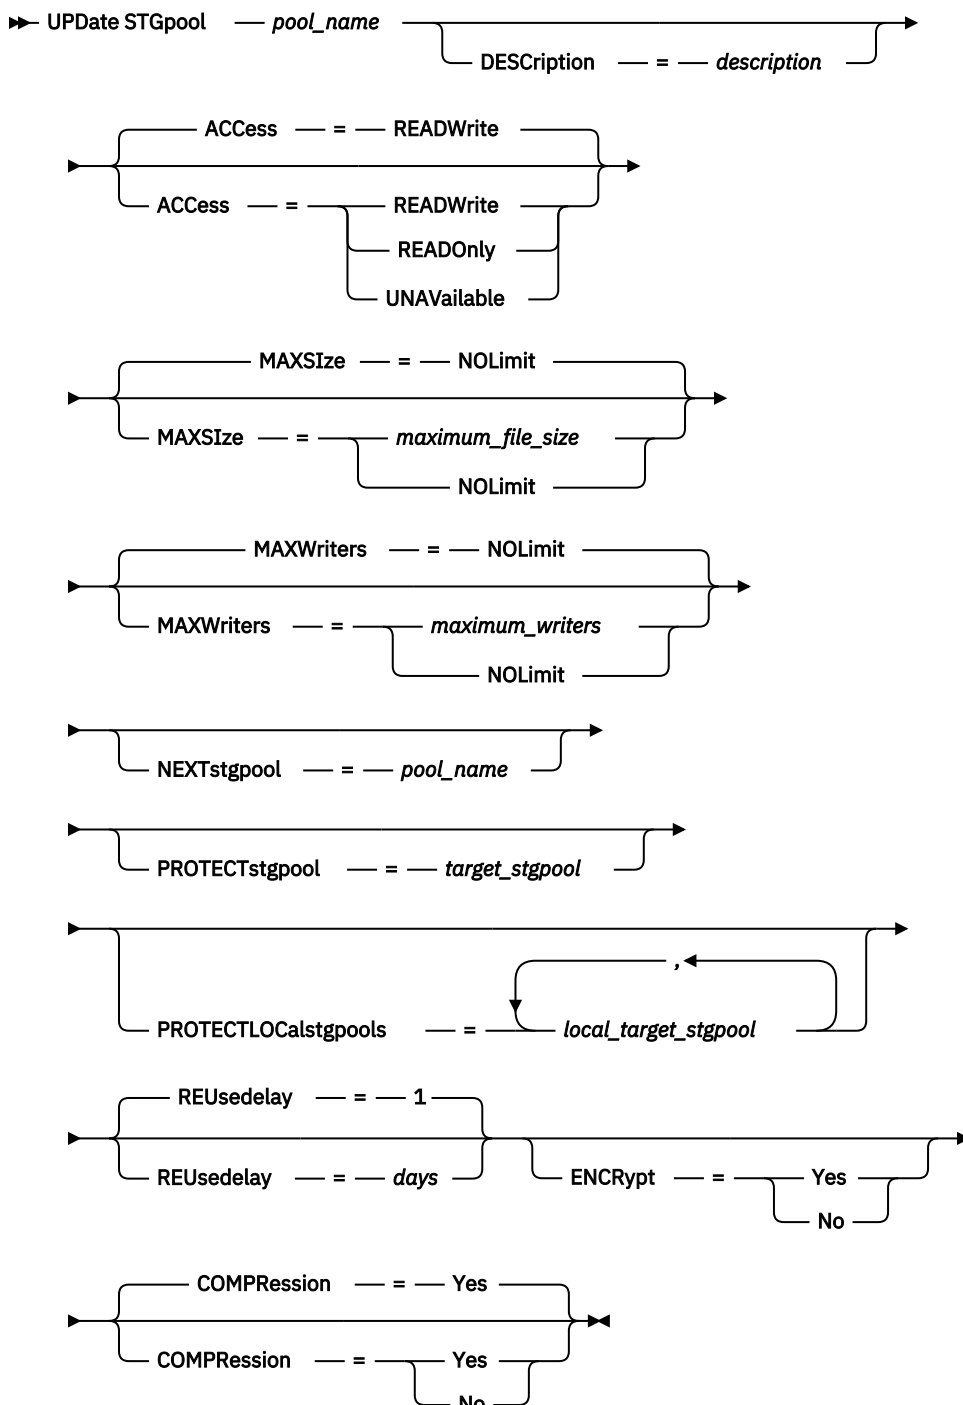 UPDate STGpool pool_name
DESCription = description
ACCess = READWrite
ACCess = READWrite
READOnly
UNAVailable
MAXSIze = NOLimit
MAXSIze = maximum_file_size
NOLimit
MAXWriters = NOLimit
MAXWriters = maximum_writers
NOLimit
NEXTstgpool = pool_name
PROTECTstgpool = target_stgpool
,
PROTECTLOCalstgpools = local_target_stgpool
REUsedelay = 1
REUsedelay = days ENCRypt = Yes
No
COMPRession = Yes
COMPRession = Yes
No